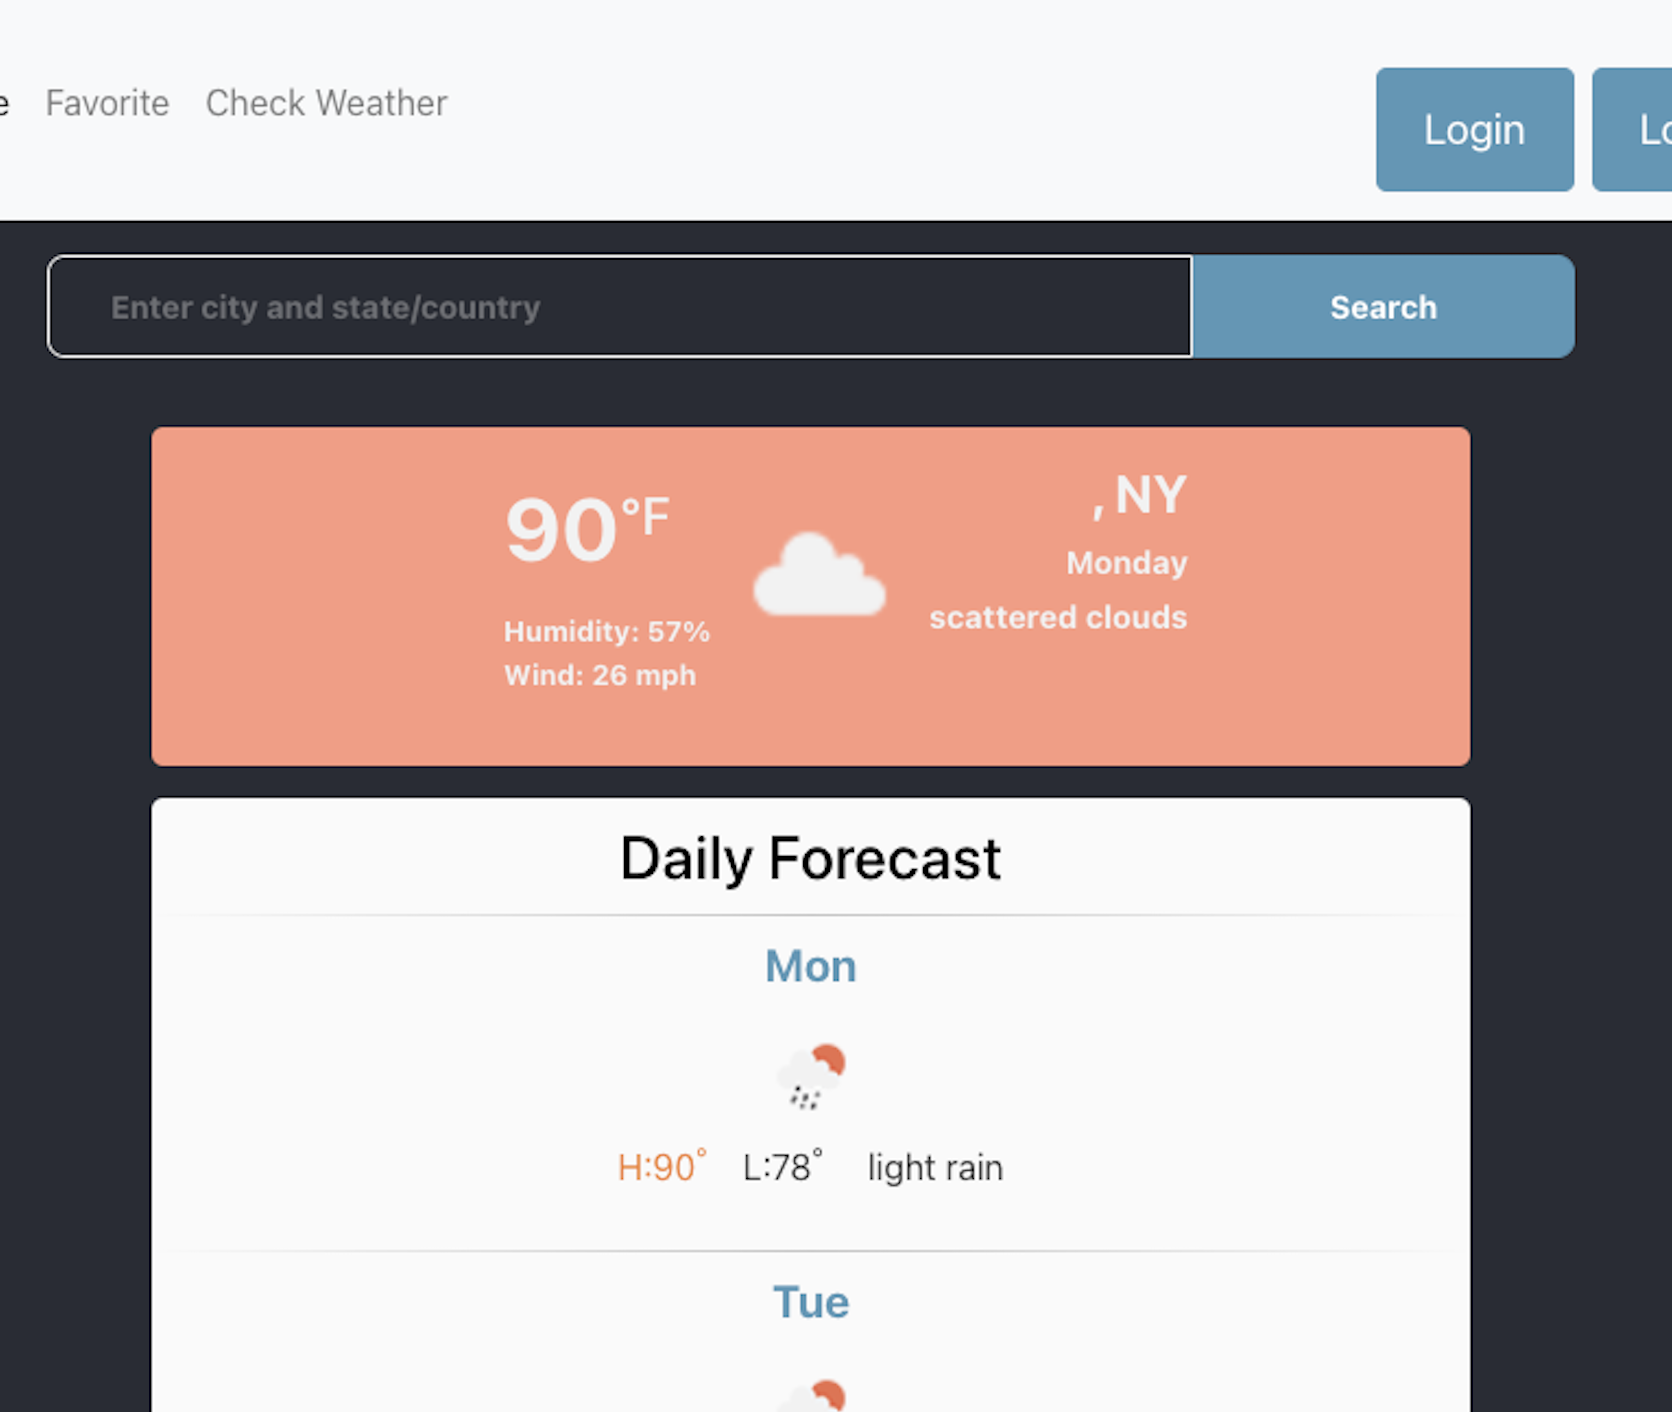 e Favorite Check Weather Login Lo
Enter city and state/country Search
90°F
Humidity: 57%
Wind: 26 mph
, NY
Monday
scattered clouds
Daily Forecast
Mon
H:90° L:78° light rain
Tue